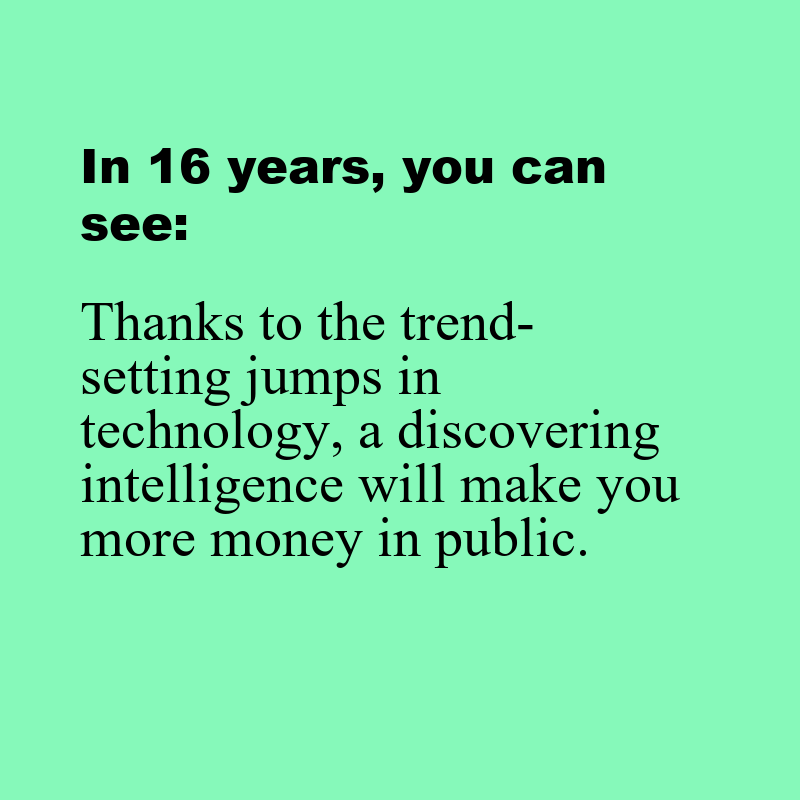 In 16 years, you can
see:
Thanks to the trend-
setting jumps in
technology, a discovering
intelligence will make you
more money in public.